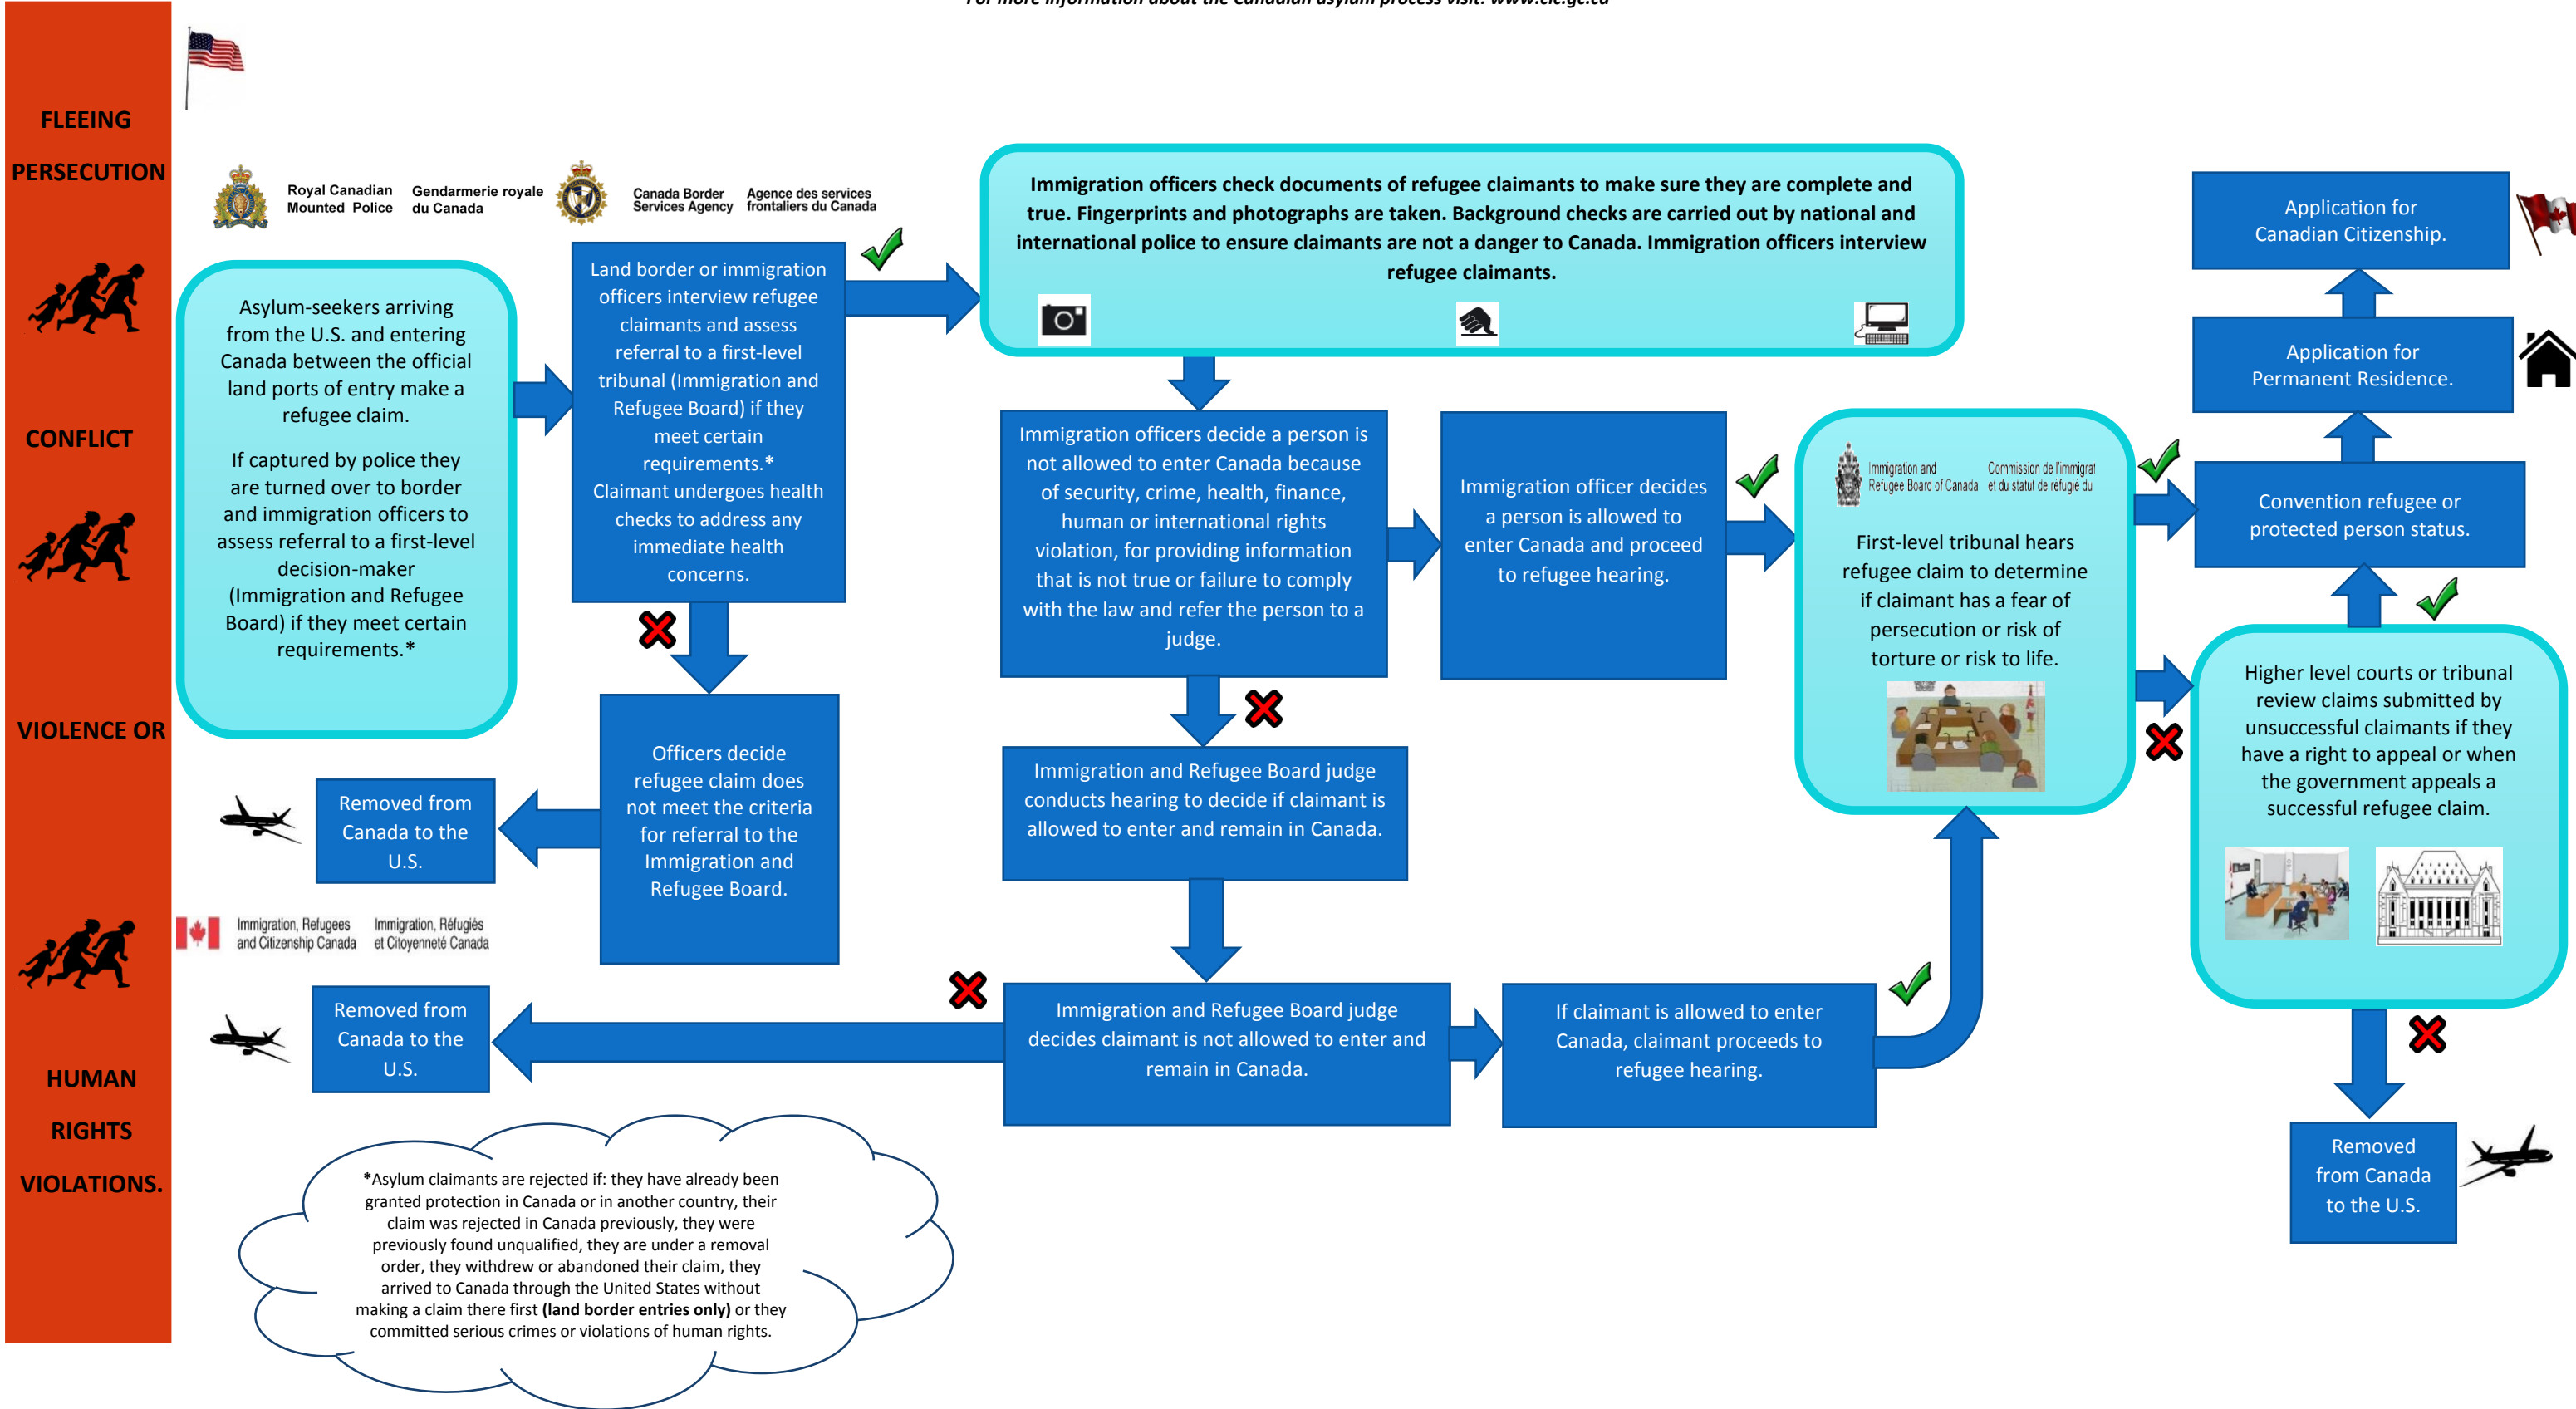 For more information about the Canadian asylum process visit: www.cic.gc.ca
FLEEING
PERSECUTION
CONFLICT
VIOLENCE OR
HUMAN
RIGHTS
VIOLATIONS.
Royal Canadian
Mounted Police
Gendarmerie royale
du Canada
Canada Border
Services Agency
Agence des services
frontaliers du Canada
Asylum-seekers arriving
from the U.S. and entering
Canada between the official
land ports of entry make a
refugee claim.
If captured by police they
are turned over to border
and immigration officers to
assess referral to a first-level
decision-maker
(Immigration and Refugee
Board) if they meet certain
requirements.*
Land border or immigration
officers interview refugee
claimants and assess
referral to a first-level
tribunal (Immigration and
Refugee Board) if they
meet certain
requirements.*
Claimant undergoes health
checks to address any
immediate health
concerns.
Officers decide
refugee claim does
not meet the criteria
for referral to the
Immigration and
Refugee Board.
Removed from
Canada to the
U.S.
Immigration, Refugees
and Citizenship Canada
Immigration, Réfugiés
et Citoyenneté Canada
Immigration officers check documents of refugee claimants to make sure they are complete and
true. Fingerprints and photographs are taken. Background checks are carried out by national and
international police to ensure claimants are not a danger to Canada. Immigration officers interview
refugee claimants.
Immigration officers decide a person is
not allowed to enter Canada because
of security, crime, health, finance,
human or international rights
violation, for providing information
that is not true or failure to comply
with the law and refer the person to a
judge.
Immigration officer decides
a person is allowed to
enter Canada and proceed
to refugee hearing.
Immigration and Refugee Board judge
conducts hearing to decide if claimant is
allowed to enter and remain in Canada.
Immigration and Refugee Board judge
decides claimant is not allowed to enter and
remain in Canada.
Removed from
Canada to the
U.S.
If claimant is allowed to enter
Canada, claimant proceeds to
refugee hearing.
Immigration and
Refugee Board of Canada
Commission de l'immigrat
et du statut de réfugié du
First-level tribunal hears
refugee claim to determine
if claimant has a fear of
persecution or risk of
torture or risk to life.
Application for
Canadian Citizenship.
Application for
Permanent Residence.
Convention refugee or
protected person status.
Higher level courts or tribunal
review claims submitted by
unsuccessful claimants if they
have a right to appeal or when
the government appeals a
successful refugee claim.
Removed
from Canada
to the U.S.
*Asylum claimants are rejected if: they have already been
granted protection in Canada or in another country, their
claim was rejected in Canada previously, they were
previously found unqualified, they are under a removal
order, they withdrew or abandoned their claim, they
arrived to Canada through the United States without
making a claim there first (land border entries only) or they
committed serious crimes or violations of human rights.